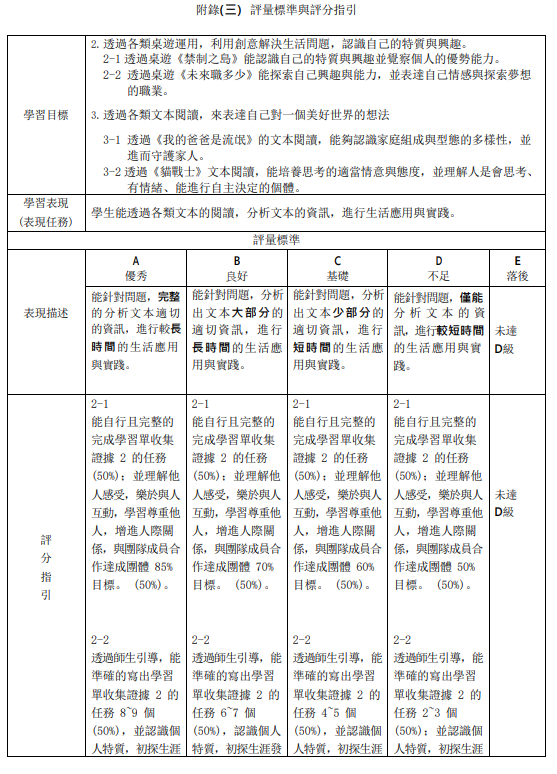 附錄(三) 評量標準與評分指引
學習目標
2. 透過各類桌遊運用，利用創意解決生活問題，認識自己的特質與興趣。
2-1 透過桌遊《禁制之島》能認識自己的特質與興趣並覺察個人的優勢能力。
2-2 透過桌遊《未來職多少》能探索自己興趣與能力，並表達自己情感與探索夢想
的職業。
3. 透過各類文本閱讀，來表達自己對一個美好世界的想法
3-1 透過《我的爸爸是流氓》的文本閱讀，能夠認識家庭組成與型態的多樣性，並
進而守護家人。
3-2 透過《貓戰士》文本閱讀，能培養思考的適當情意與態度，並理解人是會思考、
有情緒、能進行自主決定的個體。
學習表現
(表現任務)
學生能透過各類文本的閱讀，分析文本的資訊，進行生活應用與實踐。
評量標準
A
優秀
B
良好
C
基礎
D
不足
E
落後
表現描述
能針對問題，完整
的分析文本適切
的資訊，進行較長
時間的生活應用
與實踐。
能針對問題，分析
出文本大部分的
適切資訊，進行
長時間的生活應
用與實踐。
能針對問題，分析
出文本少部分的
適切資訊，進行
短時間的生活應
用與實踐。
能針對問題，僅能
分析文本的資
訊，進行較短時間
的生活應用與實
踐。
未達
D級
評
分
指
引
2-1
能自行且完整的
完成學習單收集
證據 2 的任務
(50%)；並理解他
人感受，樂於與人
互動，學習尊重他
人，增進人際關
係，與團隊成員合
作達成團體 85%
目標。 (50%)。
2-2
透過師生引導，能
準確的寫出學習
單收集證據 2 的
任務 8~9 個
(50%)，並認識個
人特質，初探生涯
2-1
能自行且完整的
完成學習單收集
證據 2 的任務
(50%)；並理解他
人感受，樂於與人
互動，學習尊重他
人，增進人際關
係，與團隊成員合
作達成團體 70%
目標。 (50%)。
2-2
透過師生引導，能
準確的寫出學習
單收集證據 2 的
任務 6~7 個
(50%)，認識個人
特質，初探生涯發
2-1
能自行且完整的
完成學習單收集
證據 2 的任務
(50%)；並理解他
人感受，樂於與人
互動，學習尊重他
人，增進人際關
係，與團隊成員合
作達成團體 60%
目標。 (50%)。
2-2
透過師生引導，能
準確的寫出學習
單收集證據 2 的
任務 4~5 個
(50%)，並認識個
人特質，初探生涯
2-1
能自行且完整的
完成學習單收集
證據 2 的任務
(50%)；並理解他
人感受，樂於與人
互動，學習尊重他
人，增進人際關
係，與團隊成員合
作達成團體 50%
目標。 (50%)。
2-2
透過師生引導，能
準確的寫出學習
單收集證據 2 的
任務 2~3 個
(50%)；並認識個
人特質，初探生涯
未達
D級